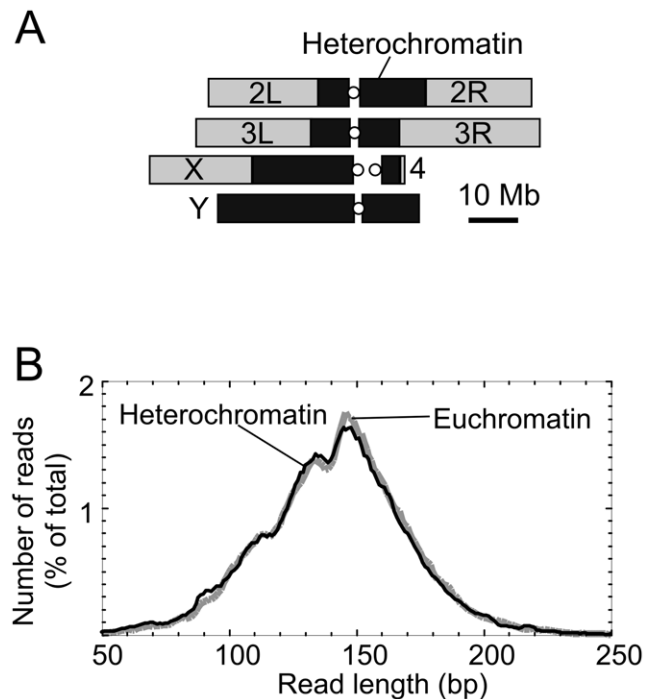 A
Heterochromatin
2L 2R
3L 3R
X 4
Y 10 Mb
B
2
Heterochromatin Euchromatin
1
Number of reads
(% of total)
50 100 150 200 250
Read length (bp)